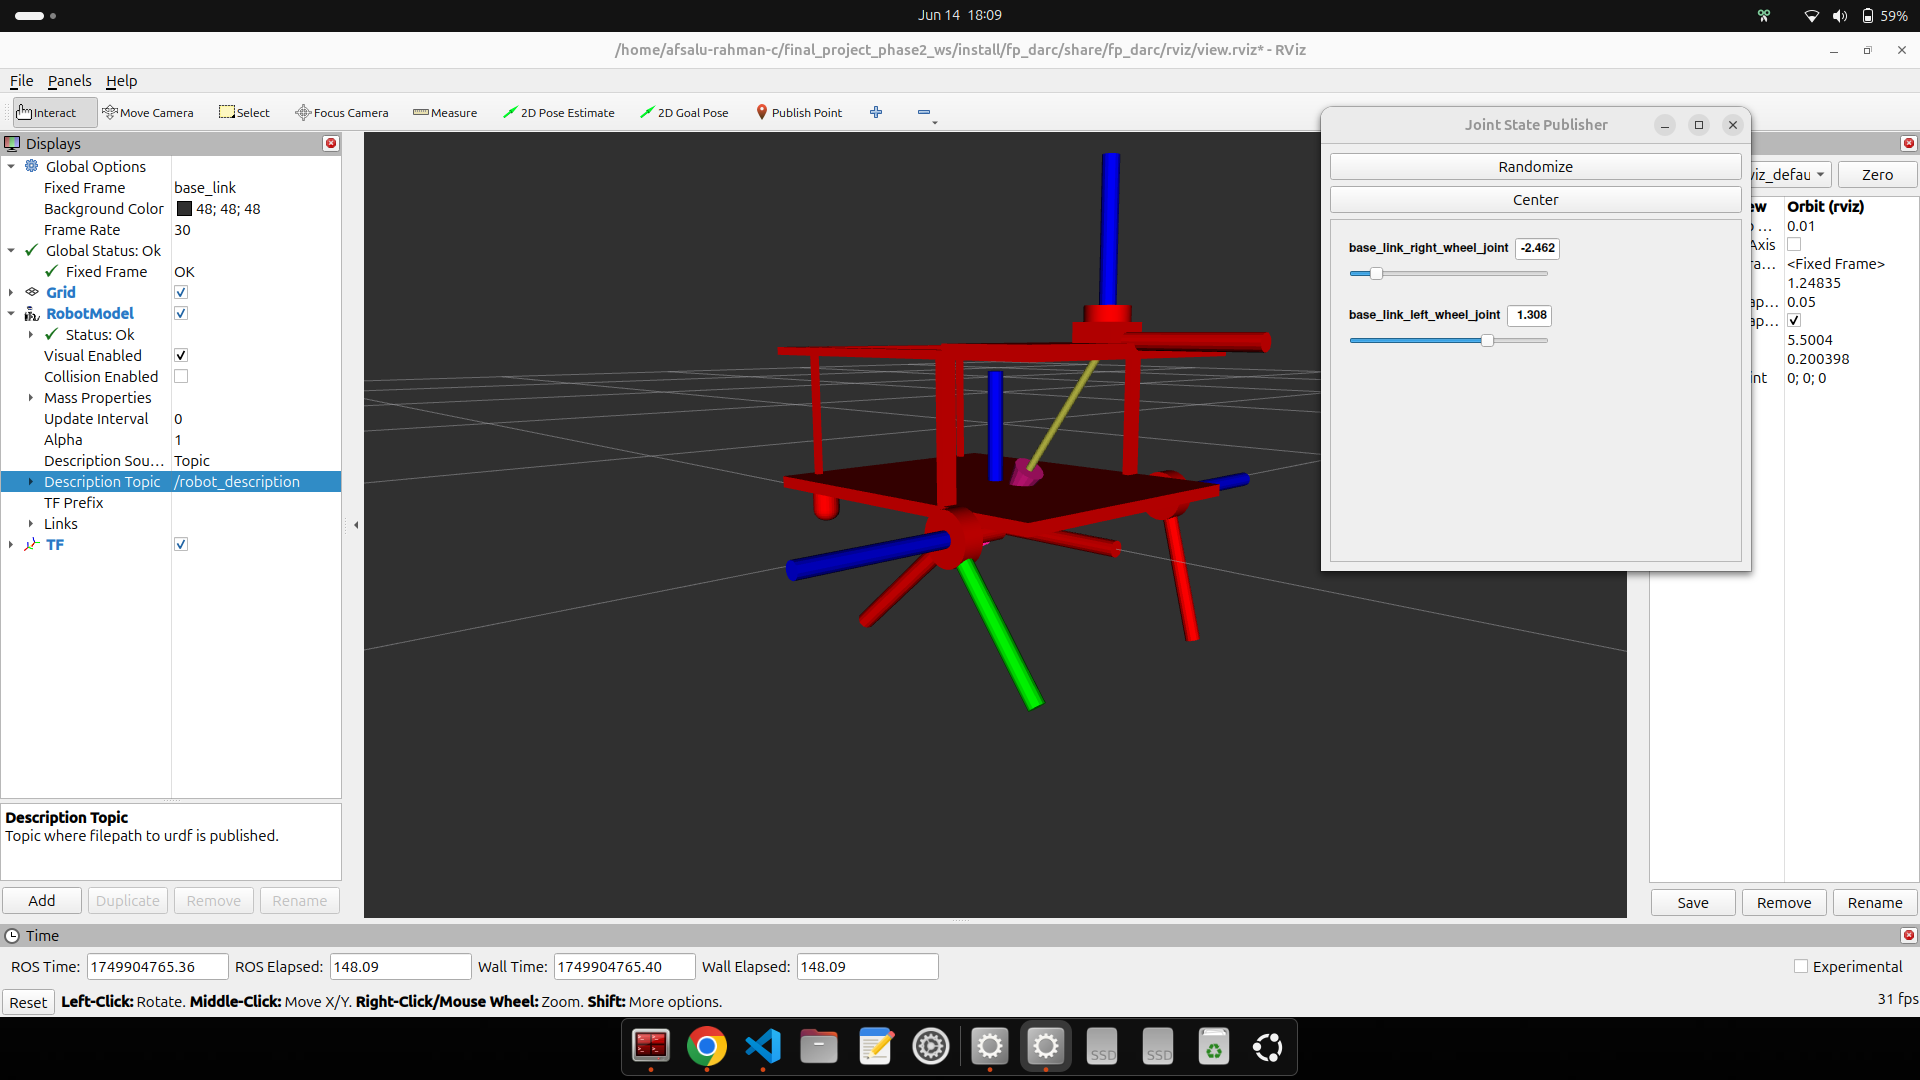 Jun 14 18:09
59%
/home/afsalu-rahman-c/final_project_phase2_ws/install/fp_darc/share/fp_darc/rviz/view.rviz* - RViz
File Panels Help
Interact Move Camera Select Focus Camera Measure 2D Pose Estimate 2D Goal Pose Publish Point
Displays
Global Options
Fixed Frame base_link
Background Color 48; 48; 48
Frame Rate 30
Global Status: Ok
Fixed Frame OK
Grid
RobotModel
Status: Ok
Visual Enabled
Collision Enabled
Mass Properties
Update Interval 0
Alpha 1
Description Sou... Topic
Description Topic /robot_description
TF Prefix
Links
TF
Description Topic
Topic where filepath to urdf is published.
Add Duplicate Remove Rename
Joint State Publisher
Randomize
Center
base_link_right_wheel_joint -2.462
base_link_left_wheel_joint 1.308
Zero
Orbit (rviz)
0.01
Axis
<Fixed Frame>
1.24835
0.05
5.5004
0.200398
0; 0; 0
Save Remove Rename
Time
ROS Time: 1749904765.36 ROS Elapsed: 148.09 Wall Time: 1749904765.40 Wall Elapsed: 148.09 Experimental
Reset Left-Click: Rotate. Middle-Click: Move X/Y. Right-Click/Mouse Wheel: Zoom. Shift: More options. 31 fps
SSD SSD